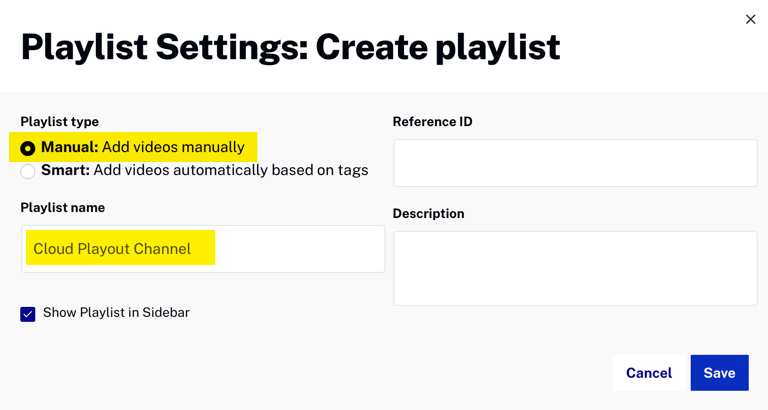 Playlist Settings: Create playlist
Playlist type
Manual: Add videos manually
Smart: Add videos automatically based on tags
Playlist name
Cloud Playout Channel
Show Playlist in Sidebar
Reference ID
Description
Cancel
Save